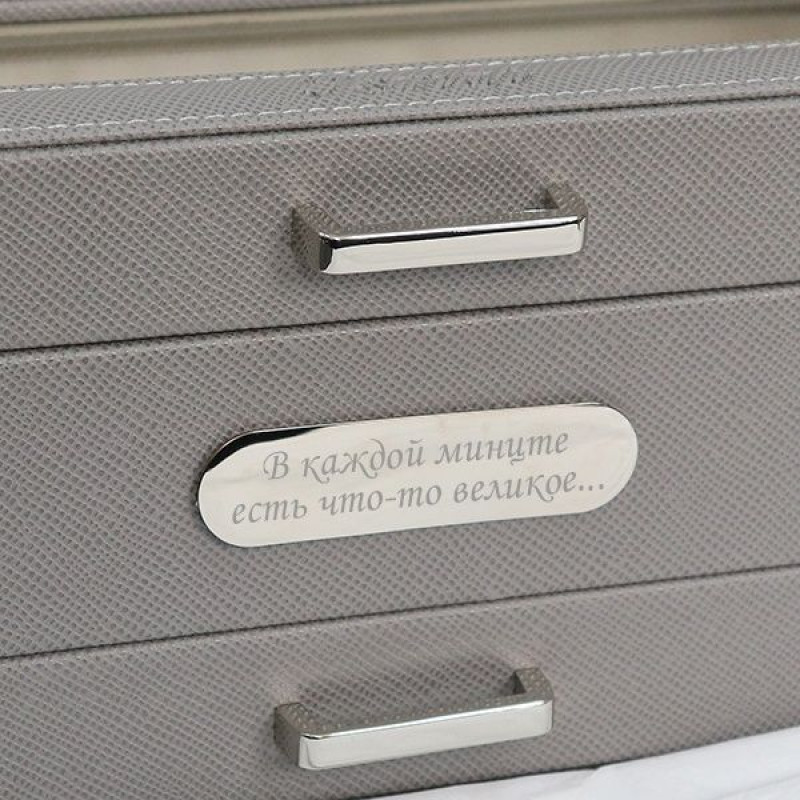 В каждой минуте
есть что-то великое...